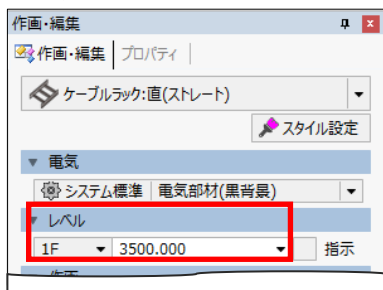 作画・編集
作画・編集 プロパティ
ケーブルラック:直(ストレート)
スタイル設定
電気
システム標準 電気部材(黒背景)
レベル
1F 3500.000 指示